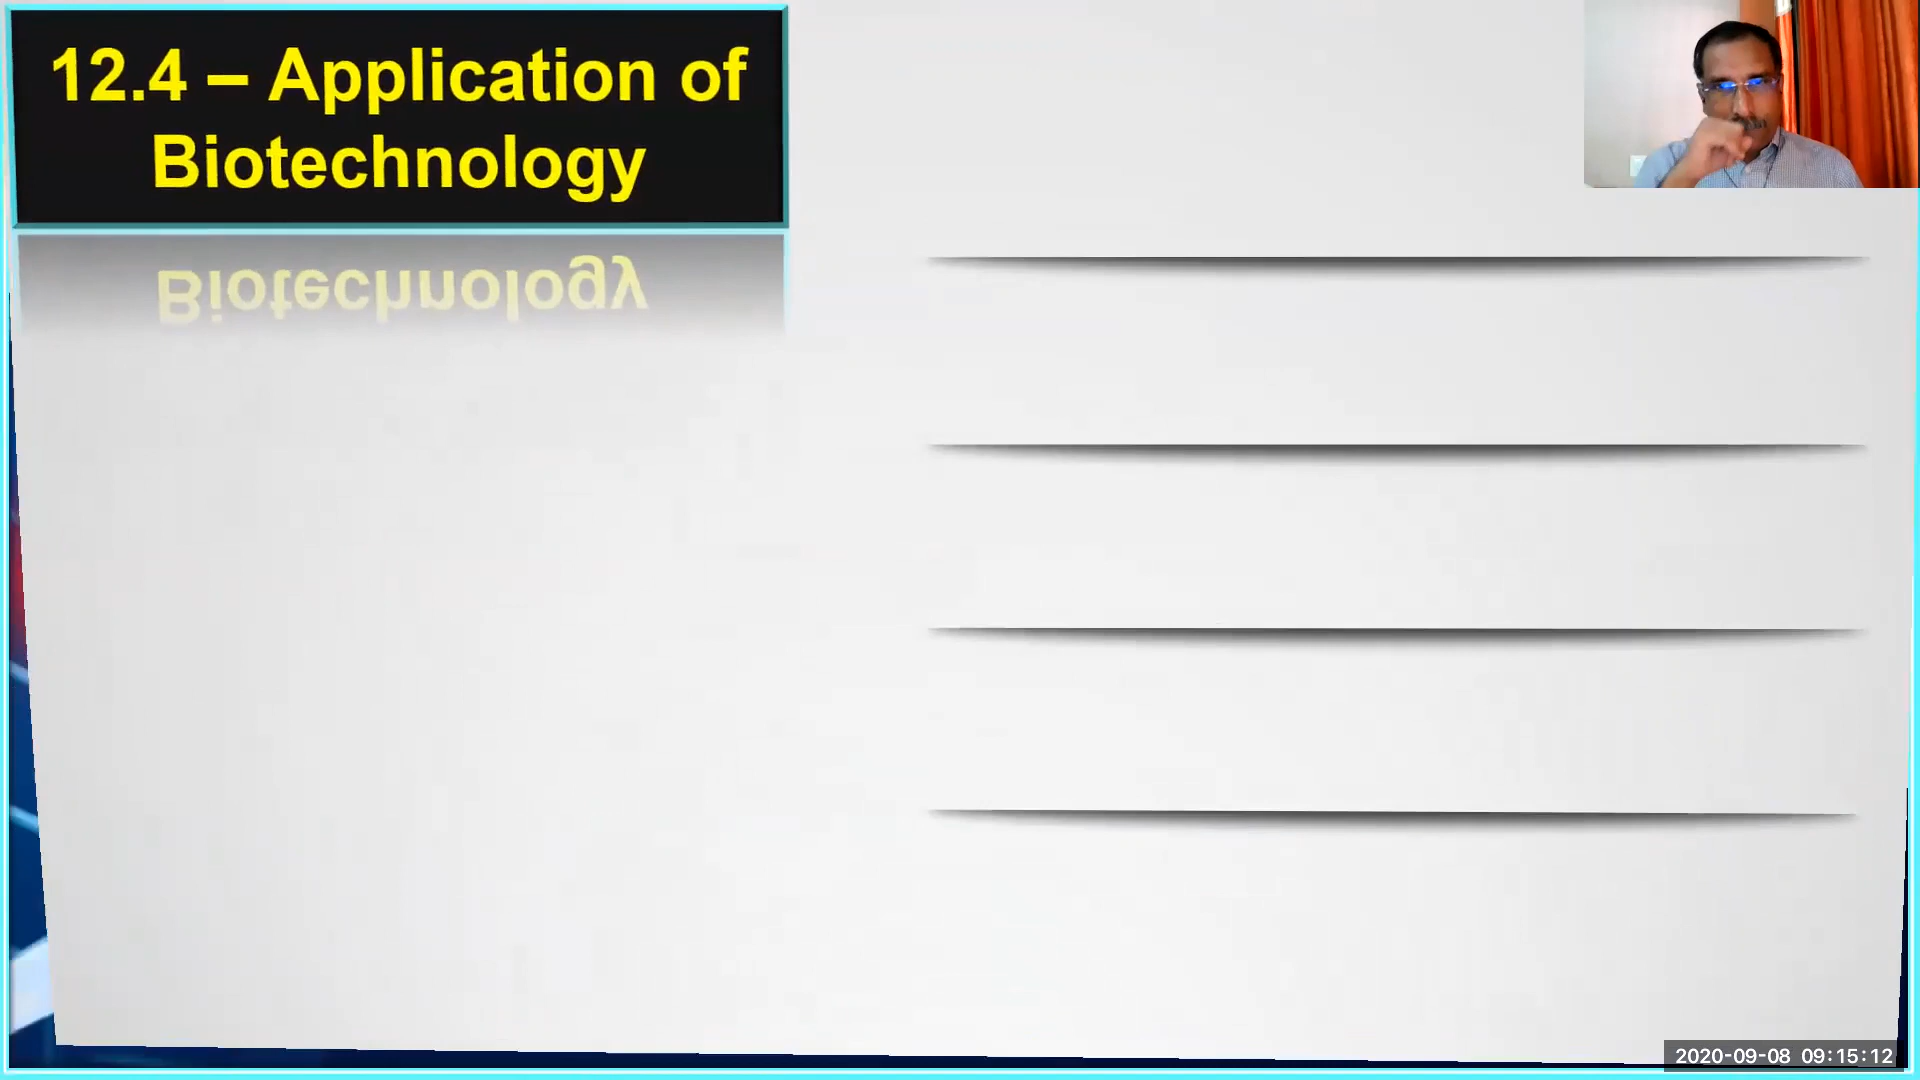 12.4 – Application of
Biotechnology
Biotechnology
2020-09-08 09:15:12